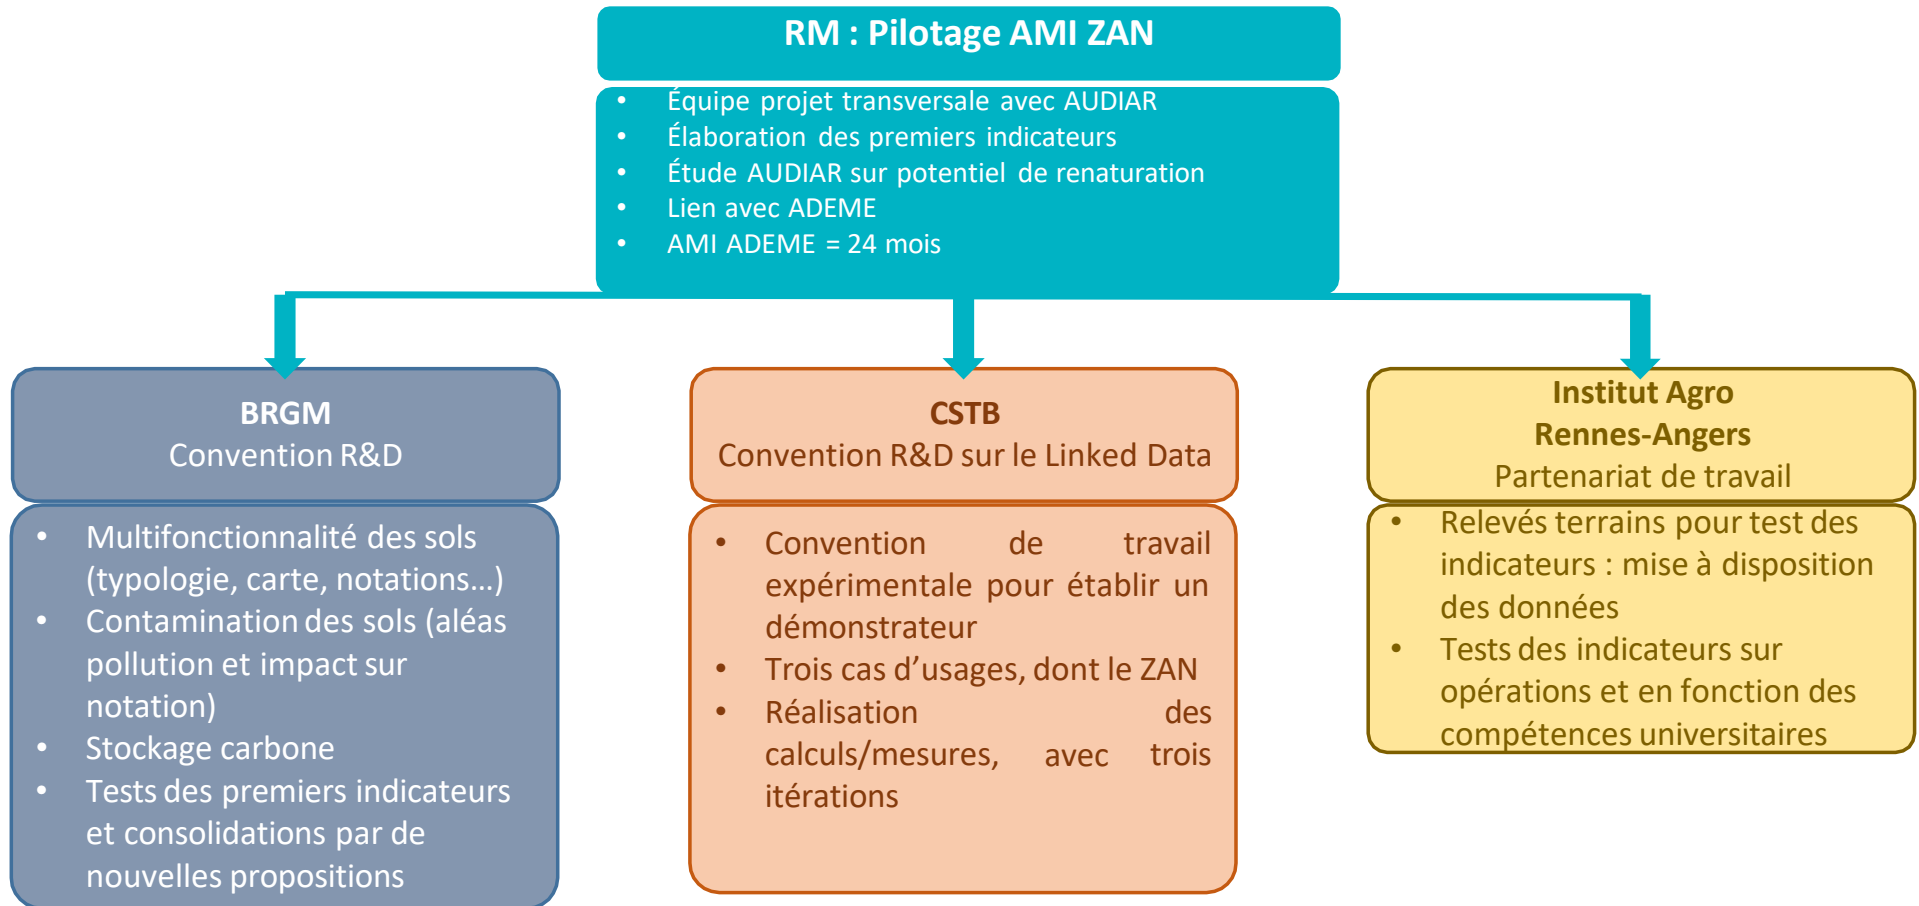 RM : Pilotage AMI ZAN
• Équipe projet transversale avec AUDIAR
• Élaboration des premiers indicateurs
• Étude AUDIAR sur potentiel de renaturation
• Lien avec ADEME
• AMI ADEME = 24 mois
BRGM
Convention R&D
• Multifonctionnalité des sols
(typologie, carte, notations…)
• Contamination des sols (aléas
pollution et impact sur
notation)
• Stockage carbone
• Tests des premiers indicateurs
et consolidations par de
nouvelles propositions
CSTB
Convention R&D sur le Linked Data
• Convention de travail
expérimentale pour établir un
démonstrateur
• Trois cas d’usages, dont le ZAN
• Réalisation des
calculs/mesures, avec trois
itérations
Institut Agro
Rennes-Angers
Partenariat de travail
• Relevés terrains pour test des
indicateurs : mise à disposition
des données
• Tests des indicateurs sur
opérations et en fonction des
compétences universitaires